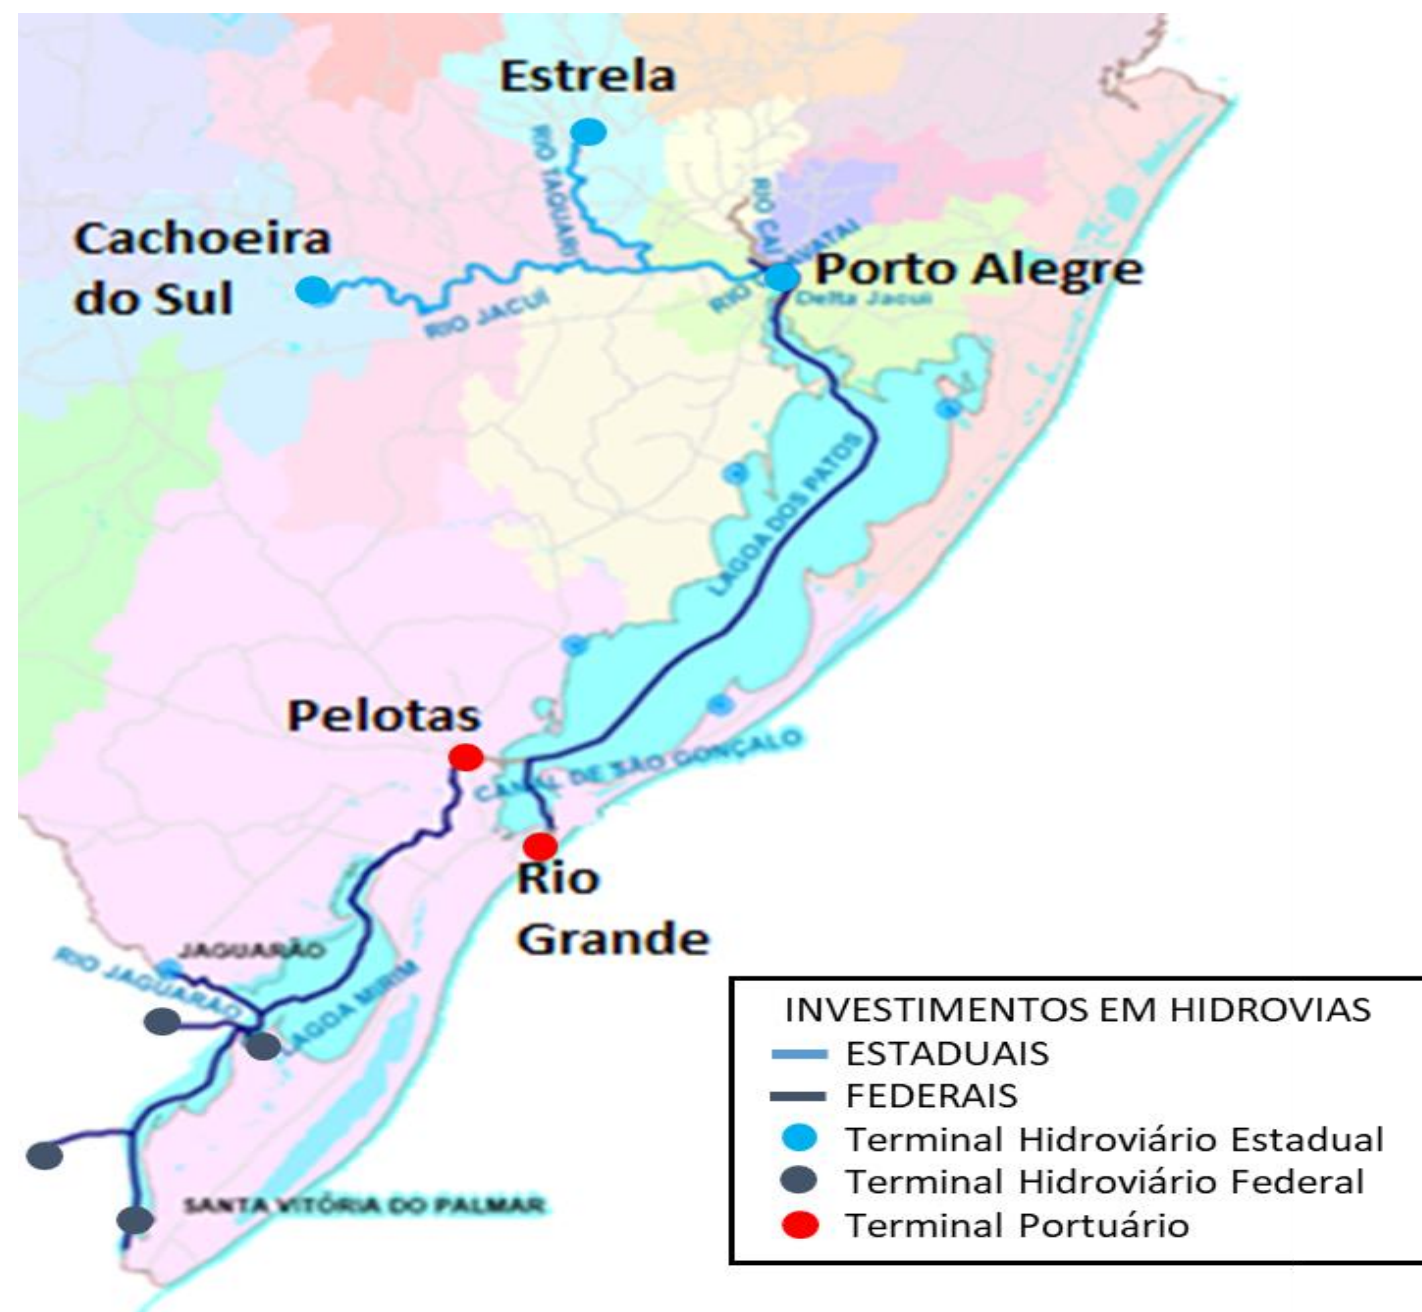 Estrela
RIO TAQUARI
RIO CAÍ
Cachoeira
do Sul
Porto Alegre
Delta Jacuí
RIO JACUÍ
LAGOA DOS PATOS
Pelotas
CANAL DE SÃO GONÇALO
Rio
Grande
JAGUARÃO
RIO JAGUARÃO
LAGOA MIRIM
SANTA VITÓRIA DO PALMAR
INVESTIMENTOS EM HIDROVIAS
ESTADUAIS
FEDERAIS
Terminal Hidroviário Estadual
Terminal Hidroviário Federal
Terminal Portuário